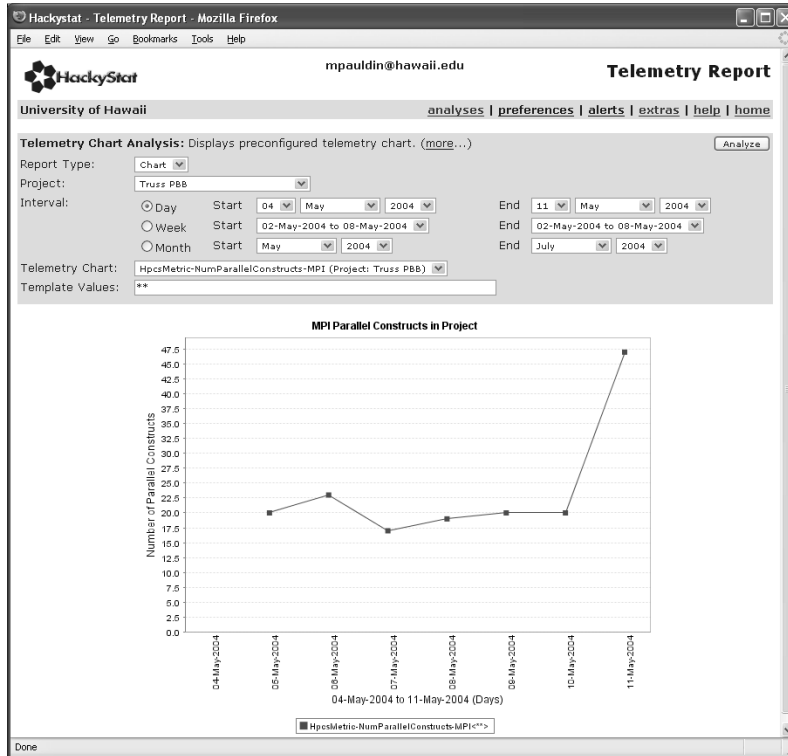 Hackystat - Telemetry Report - Mozilla Firefox
File Edit View Go Bookmarks Tools Help
HackyStat
mpauldin@hawaii.edu
Telemetry Report
University of Hawaii
analyses | preferences | alerts | extras | help | home
Telemetry Chart Analysis: Displays preconfigured telemetry chart. (more...)
Analyze
Report Type: Chart
Project: Truss PBB
Interval: Day Start 04 May 2004 End 11 May 2004
Week Start 02-May-2004 to 08-May-2004 End 02-May-2004 to 08-May-2004
Month Start May 2004 End July 2004
Telemetry Chart: HpcsMetric-NumParallelConstructs-MPI (Project: Truss PBB)
Template Values: **
MPI Parallel Constructs in Project
Number of Parallel Constructs
47.5
45.0
42.5
40.0
37.5
35.0
32.5
30.0
27.5
25.0
22.5
20.0
17.5
15.0
12.5
10.0
7.5
5.0
2.5
0.0
04-May-2004
05-May-2004
06-May-2004
07-May-2004
08-May-2004
09-May-2004
10-May-2004
11-May-2004
04-May-2004 to 11-May-2004 (Days)
HpcsMetric-NumParallelConstructs-MPI<**>
Done